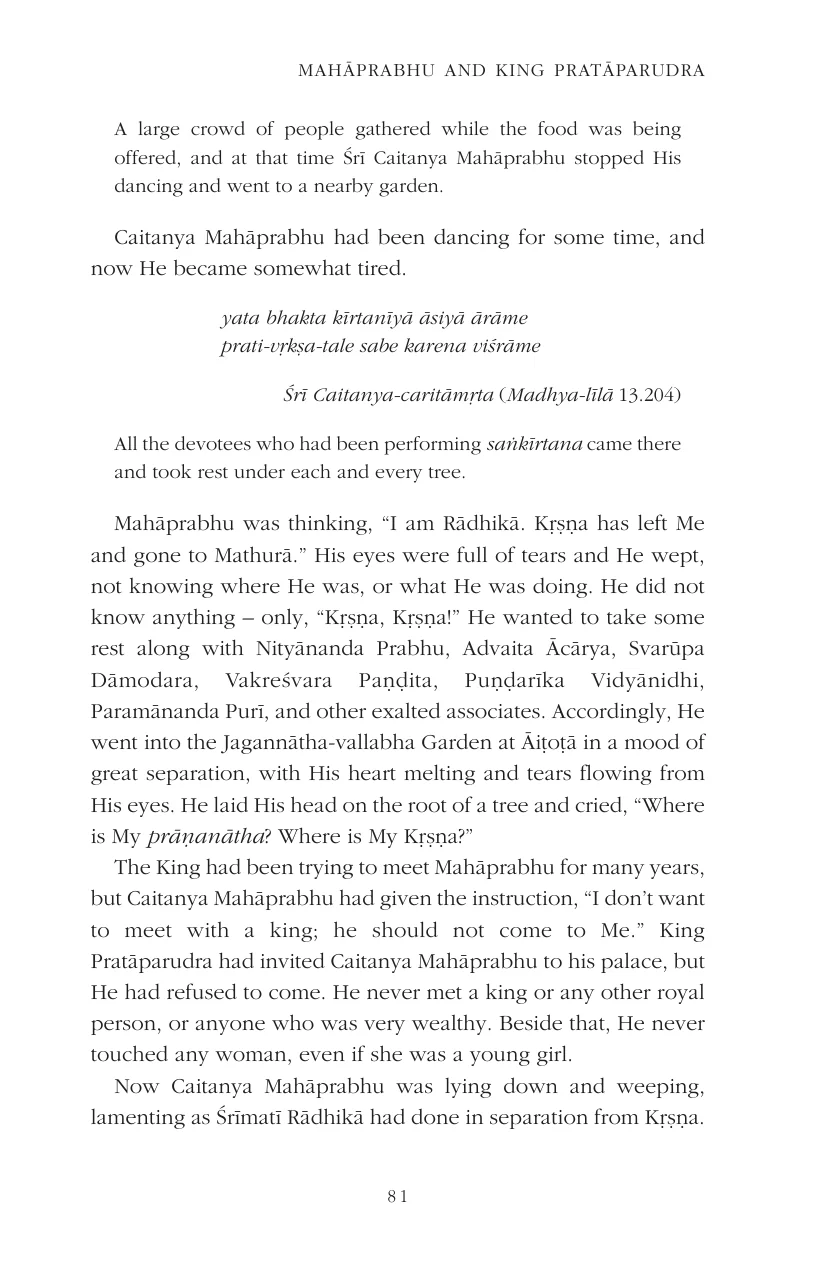 MAHĀPRABHU AND KING PRATĀPARUDRA
A large crowd of people gathered while the food was being
offered, and at that time Śrī Caitanya Mahāprabhu stopped His
dancing and went to a nearby garden.
Caitanya Mahāprabhu had been dancing for some time, and
now He became somewhat tired.
yata bhakta kīrtanīyā āsiyā ārāme
prati-vṛkṣa-tale sabe karena viśrāme
Śrī Caitanya-caritāmṛta (Madhya-līlā 13.204)
All the devotees who had been performing saṅkīrtana came there
and took rest under each and every tree.
Mahāprabhu was thinking, “I am Rādhikā. Kṛṣṇa has left Me
and gone to Mathurā.” His eyes were full of tears and He wept,
not knowing where He was, or what He was doing. He did not
know anything – only, “Kṛṣṇa, Kṛṣṇa!” He wanted to take some
rest along with Nityānanda Prabhu, Advaita Ācārya, Svarūpa
Dāmodara, Vakreśvara Paṇḍita, Puṇḍarīka Vidyānidhi,
Paramānanda Purī, and other exalted associates. Accordingly, He
went into the Jagannātha-vallabha Garden at Āiṭoṭā in a mood of
great separation, with His heart melting and tears flowing from
His eyes. He laid His head on the root of a tree and cried, “Where
is My prāṇanātha? Where is My Kṛṣṇa?”
The King had been trying to meet Mahāprabhu for many years,
but Caitanya Mahāprabhu had given the instruction, “I don’t want
to meet with a king; he should not come to Me.” King
Pratāparudra had invited Caitanya Mahāprabhu to his palace, but
He had refused to come. He never met a king or any other royal
person, or anyone who was very wealthy. Beside that, He never
touched any woman, even if she was a young girl.
Now Caitanya Mahāprabhu was lying down and weeping,
lamenting as Śrīmatī Rādhikā had done in separation from Kṛṣṇa.
81